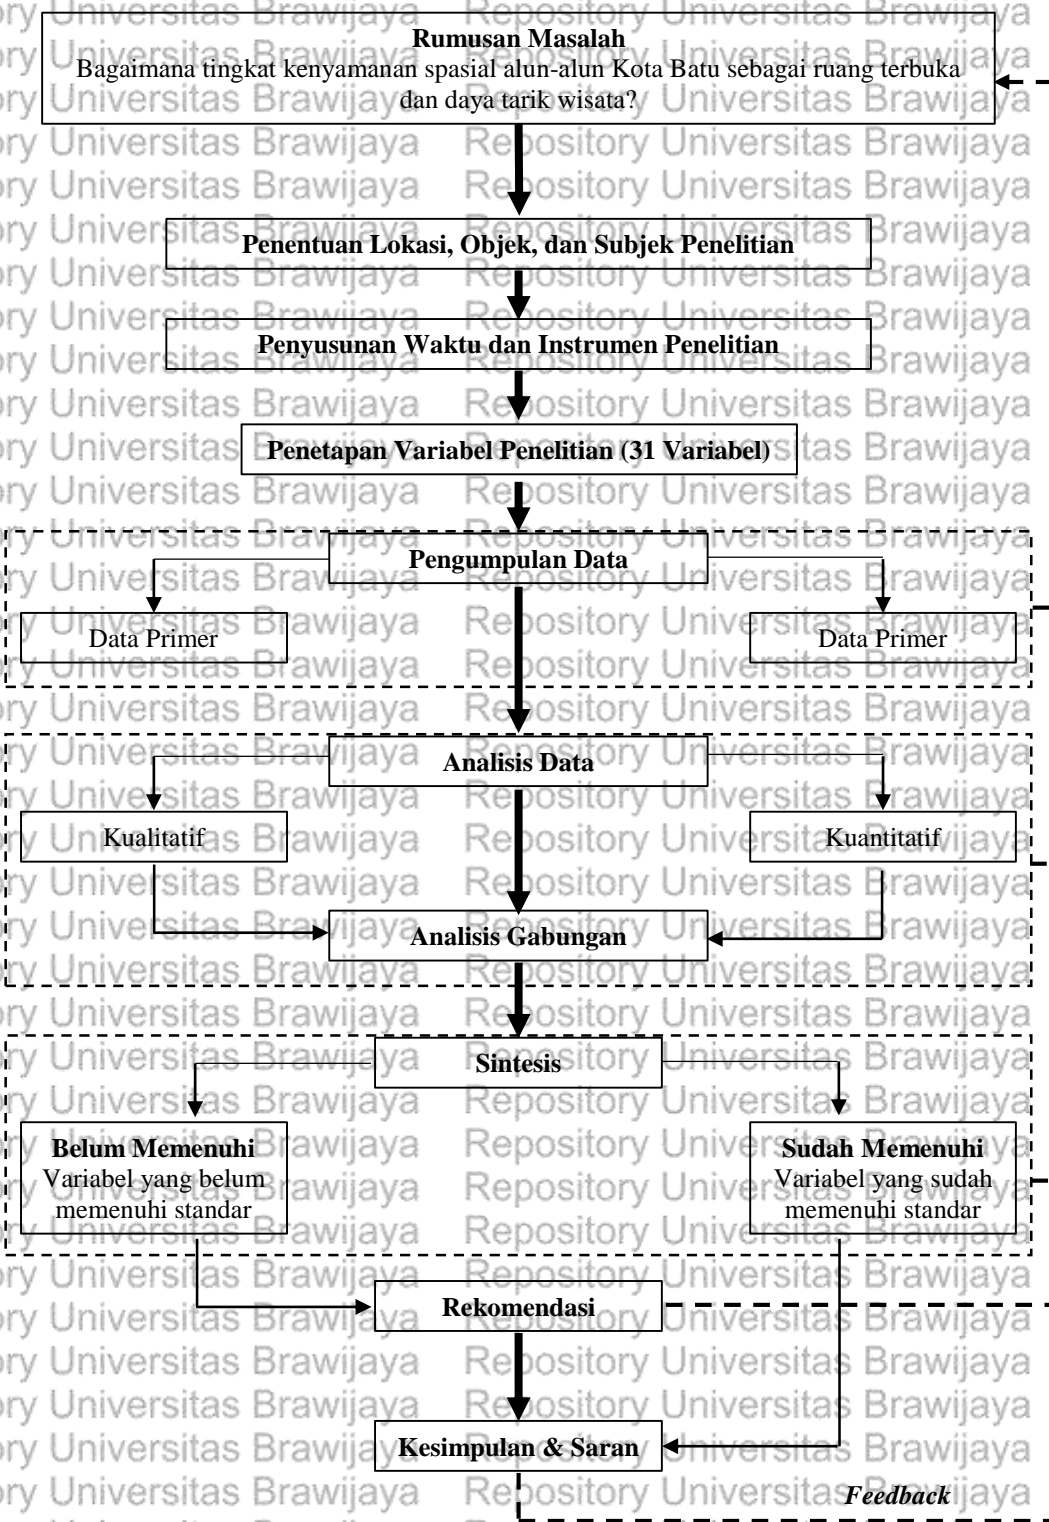 Rumusan Masalah
Bagaimana tingkat kenyamanan spasial alun-alun Kota Batu sebagai ruang terbuka
dan daya tarik wisata?
Penentuan Lokasi, Objek, dan Subjek Penelitian
Penyusunan Waktu dan Instrumen Penelitian
Penetapan Variabel Penelitian (31 Variabel)
Pengumpulan Data
Data Primer
Data Primer
Analisis Data
Kualitatif
Kuantitatif
Analisis Gabungan
Sintesis
Belum Memenuhi
Variabel yang belum
memenuhi standar
Sudah Memenuhi
Variabel yang sudah
memenuhi standar
Rekomendasi
Kesimpulan & Saran
Feedback